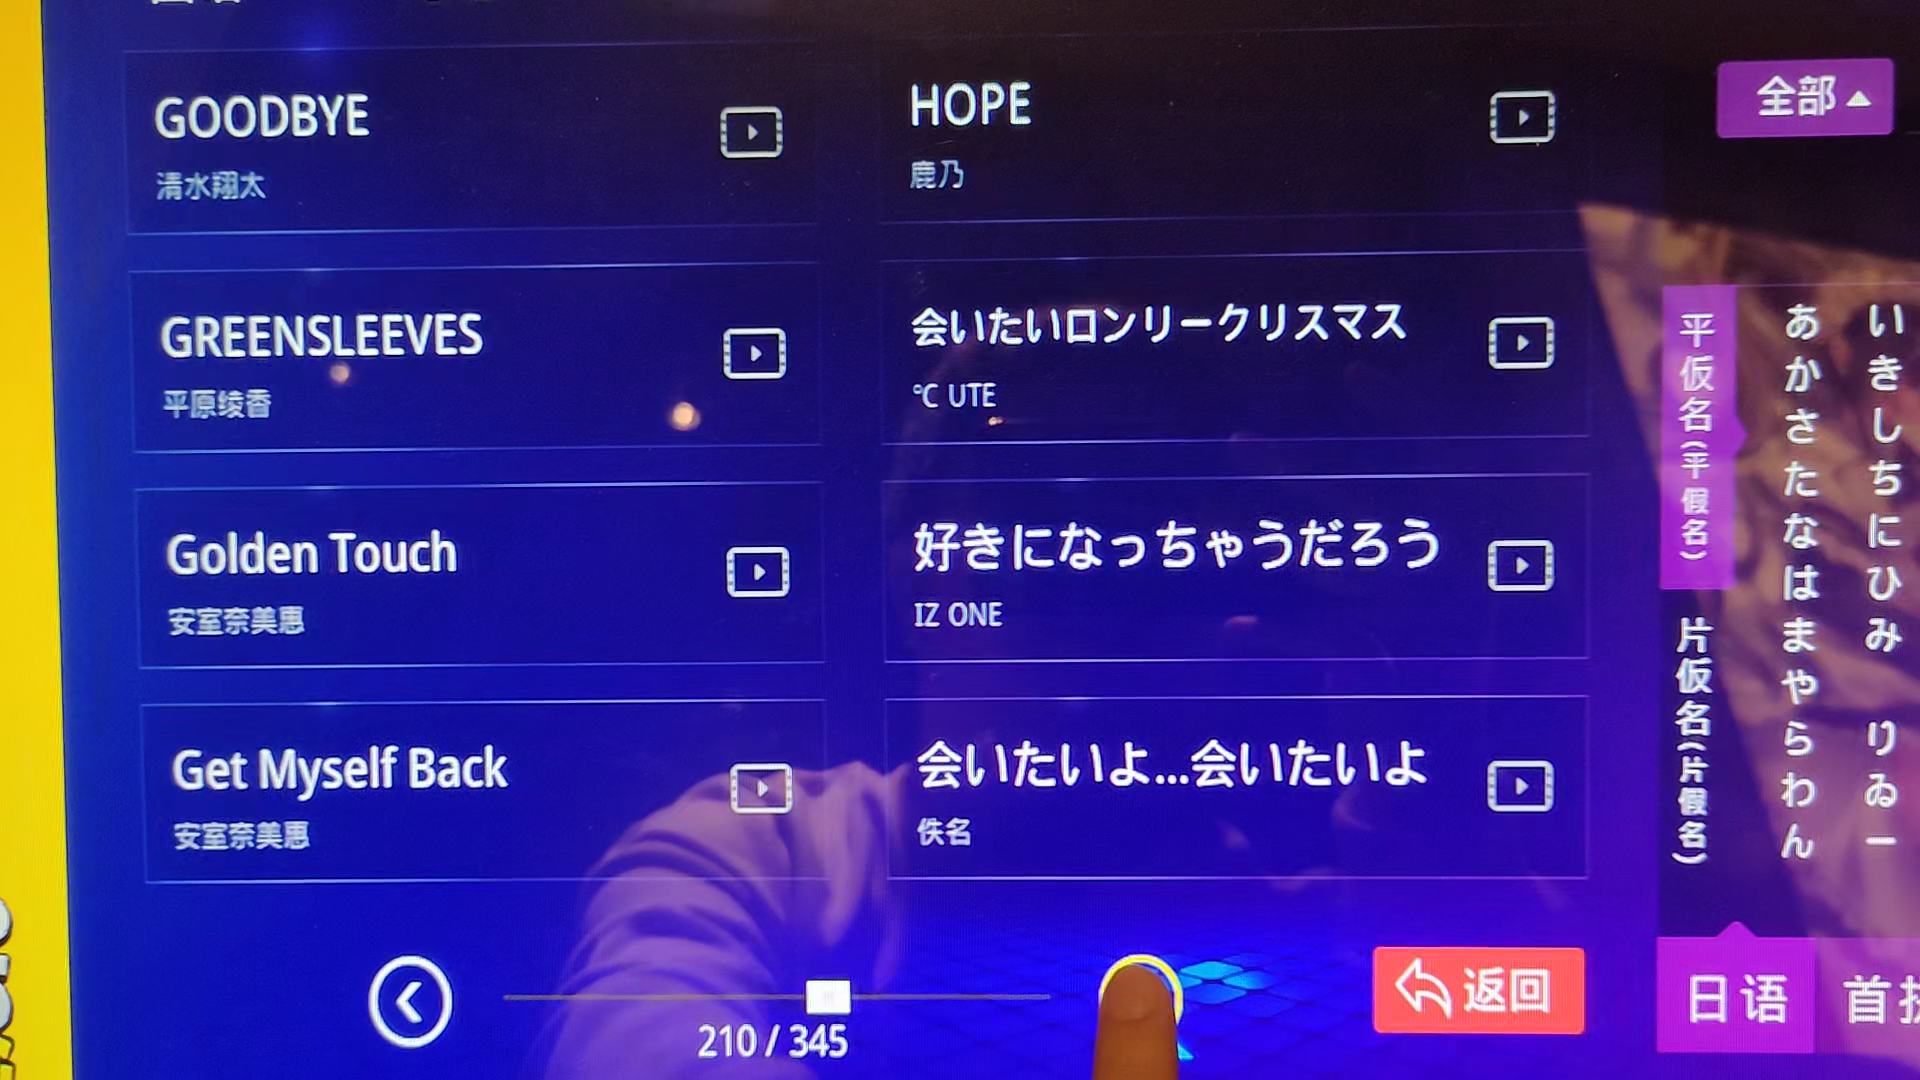 GOODBYE
清水翔太
HOPE
鹿乃
GREENSLEEVES
平原绫香
会いたいロンリークリスマス
℃ UTE
Golden Touch
安室奈美惠
好きになっちゃうだろう
IZ ONE
Get Myself Back
安室奈美惠
会いたいよ...会いたいよ
佚名
210 / 345
返回
全部
平仮名(平假名)
片仮名(片假名)
あかさたなはまやらわん
いきしちにひみ りゐー
日语
首